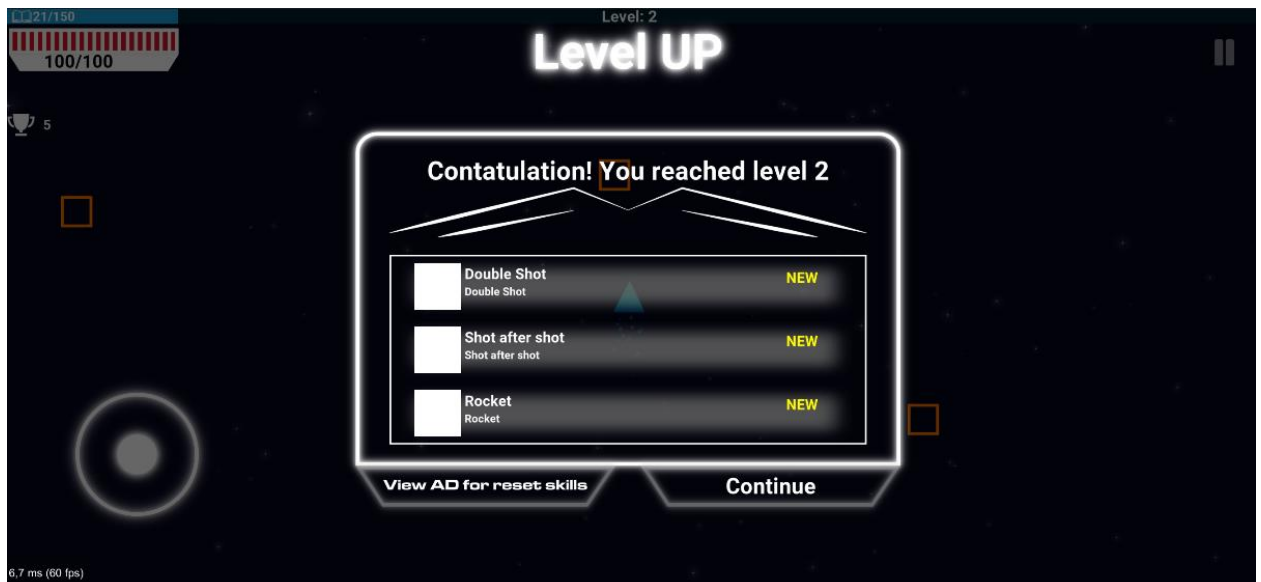 21/150
Level: 2
Level UP
100/100
5
Contatulation! You reached level 2
Double Shot
NEW
Double Shot
Shot after shot
NEW
Shot after shot
Rocket
NEW
Rocket
View AD for reset skills
Continue
6,7 ms (60 fps)